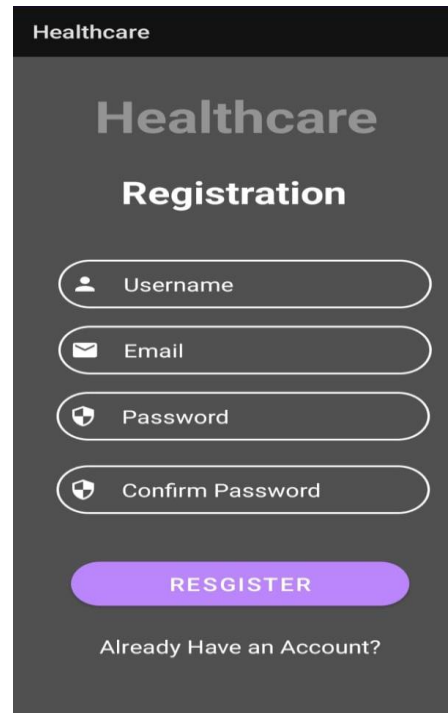 Healthcare
Healthcare
Registration
Username
Email
Password
Confirm Password
RESGISTER
Already Have an Account?